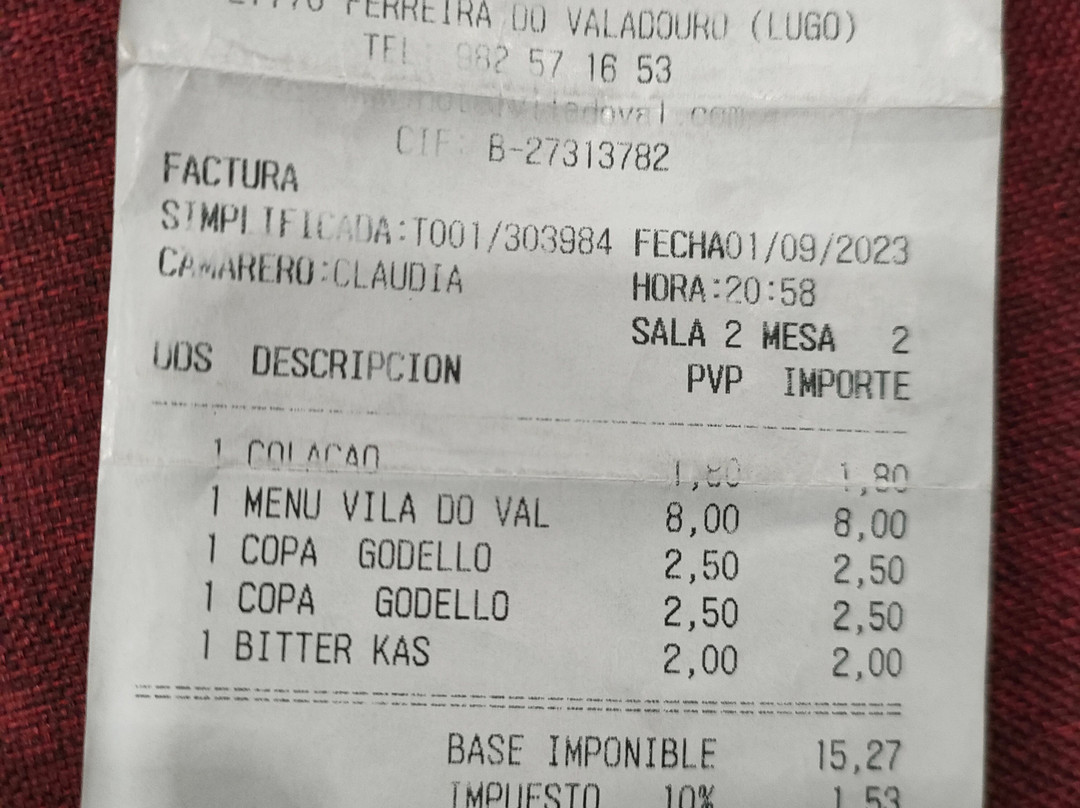 FERREIRA DO VALADOURO (LUGO)
TEL 982 57 16 53
CIF: B-27313782
FACTURA
SIMPLIFICADA:T001/303984 FECHA01/09/2023
CAMARERO:CLAUDIA HORA:20:58
SALA 2 MESA 2
UDS DESCRIPCION PVP IMPORTE
1 COLACAO 1,80 1,80
1 MENU VILA DO VAL 8,00 8,00
1 COPA GODELLO 2,50 2,50
1 COPA GODELLO 2,50 2,50
1 BITTER KAS 2,00 2,00
BASE IMPONIBLE 15,27
IMPUESTO 10% 1,53